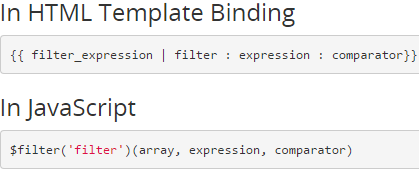 In HTML Template Binding
{{ filter_expression | filter : expression : comparator}}
In JavaScript
$filter('filter')(array, expression, comparator)